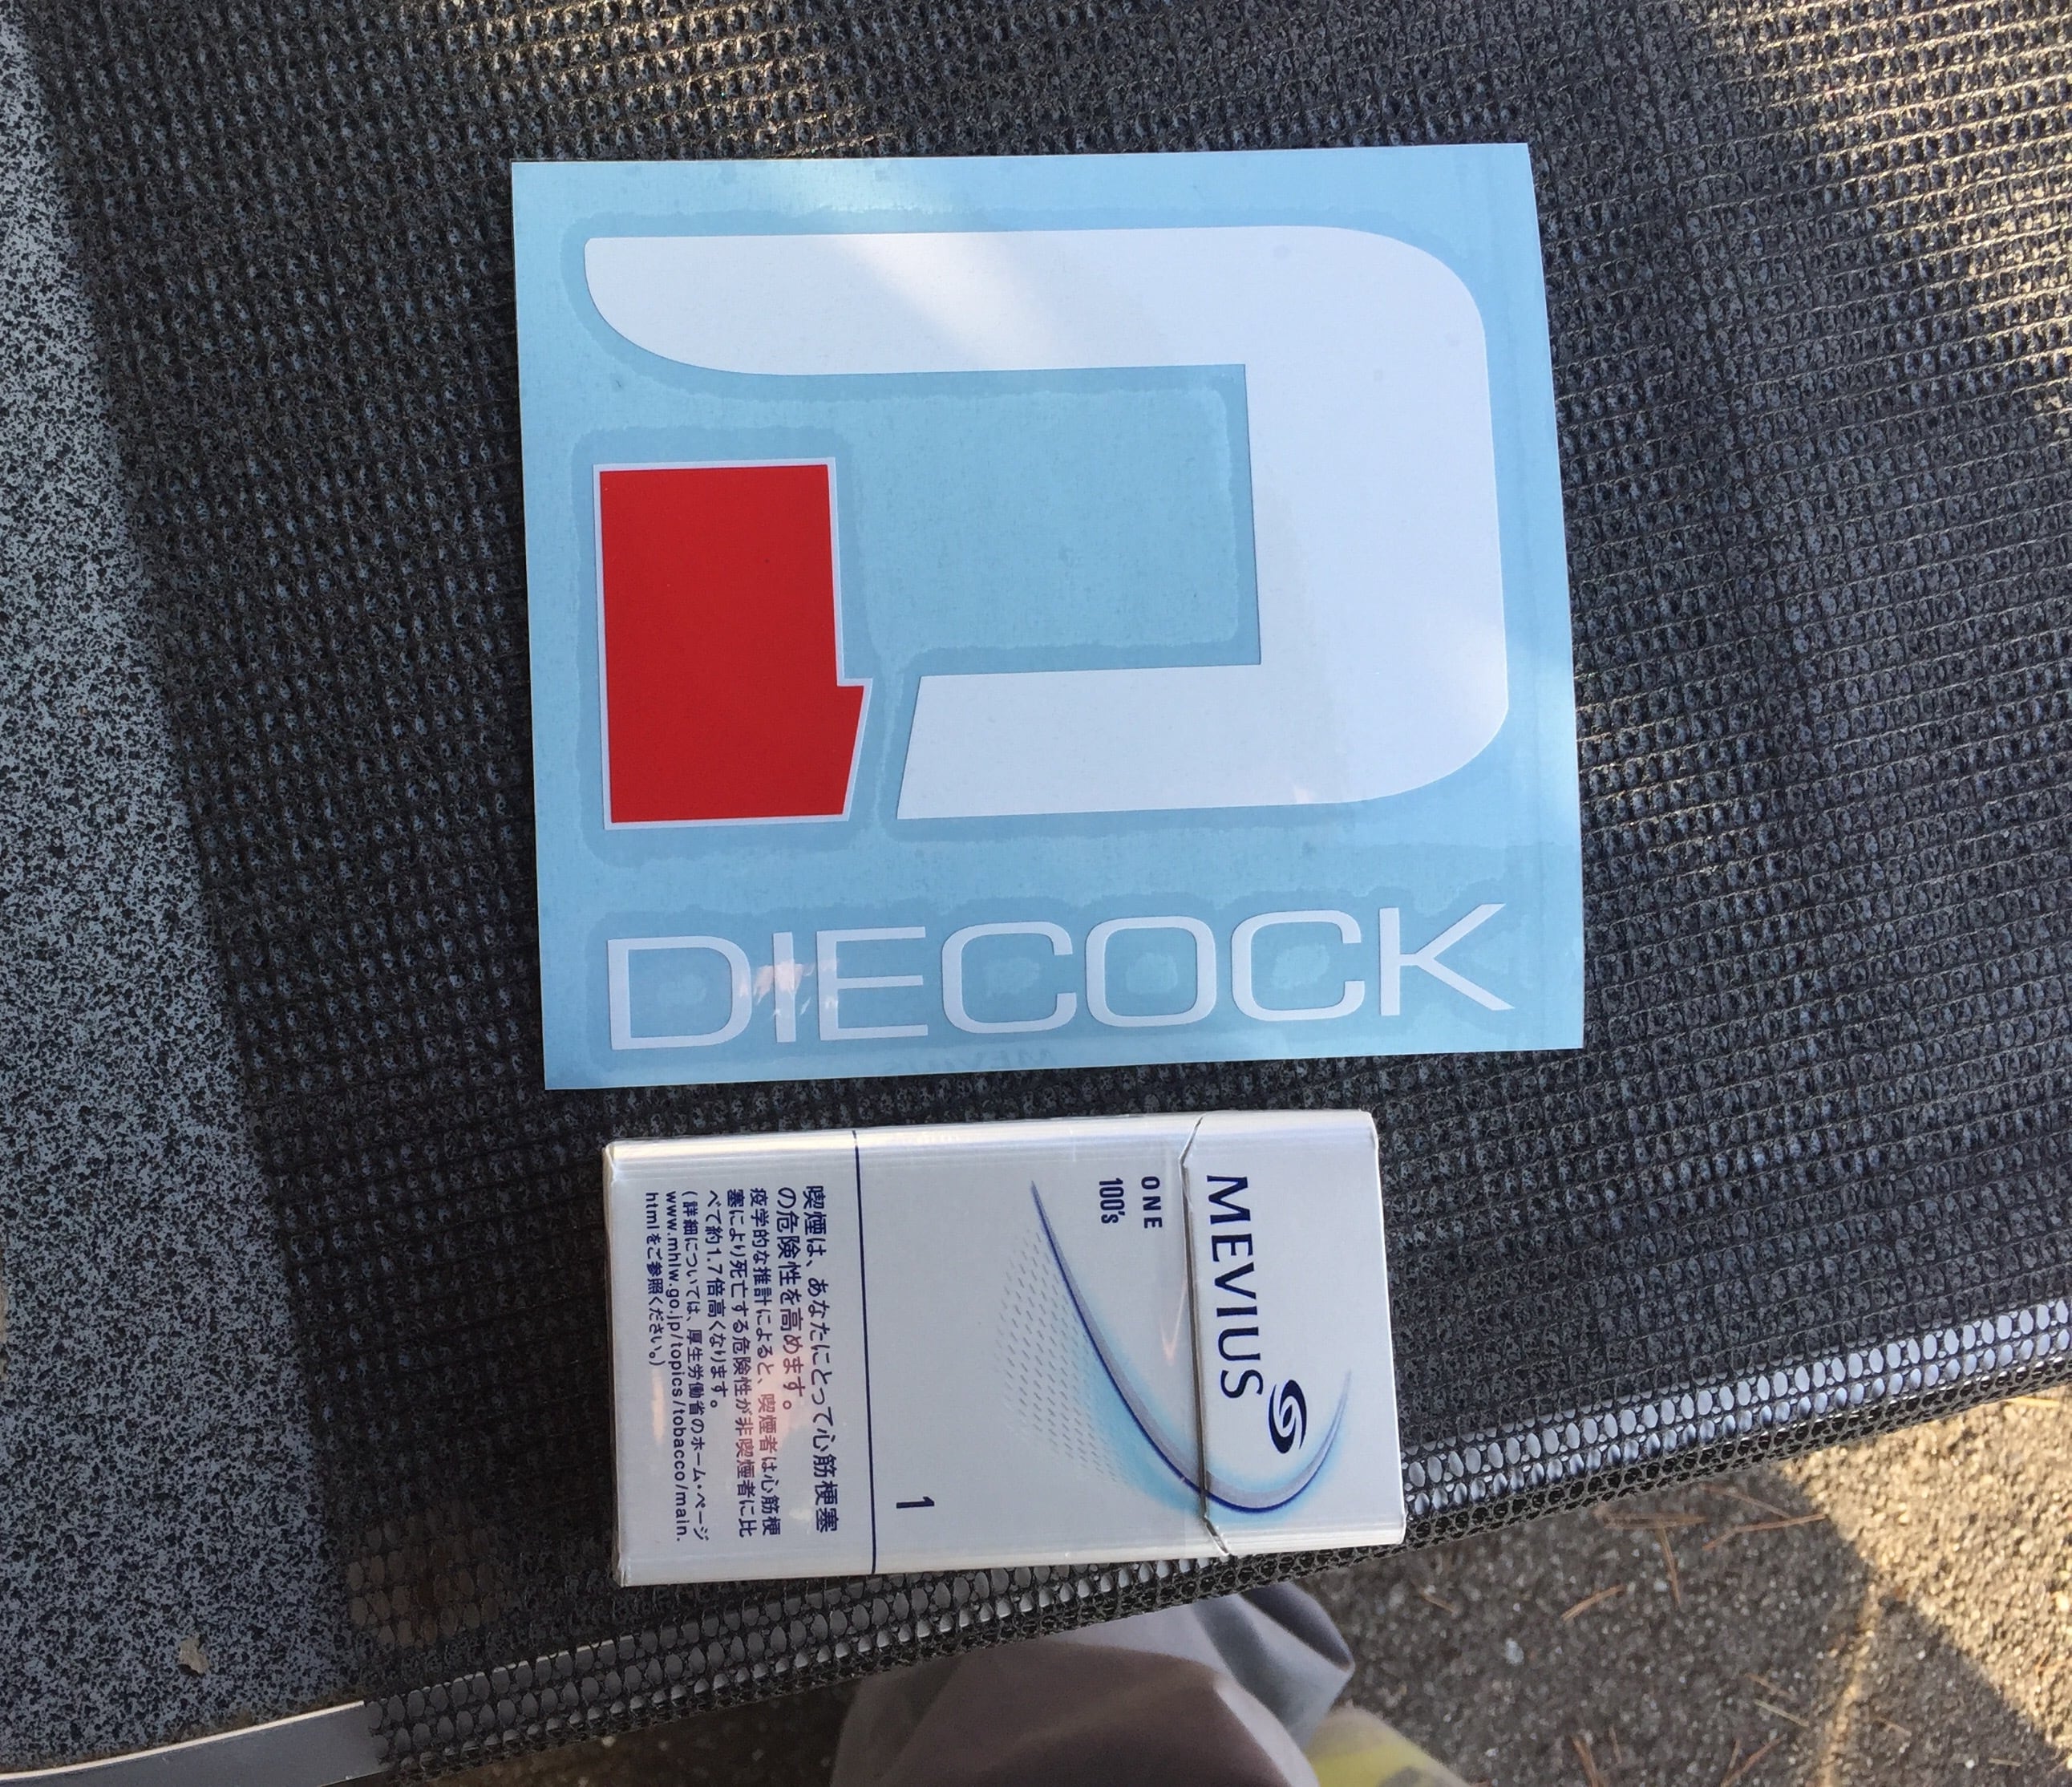 DIECOCK
MEVIUS
ONE
100's
1
喫煙は、あなたにとって心筋梗塞
の危険性を高めます。
疫学的な推計によると、喫煙者は心筋梗
塞により死亡する危険性が非喫煙者に比
べて約1.7倍高くなります。
(詳細については、厚生労働省のホーム・ページ
www.mhlw.go.jp/topics/tobacco/main.
htmlをご参照ください。)